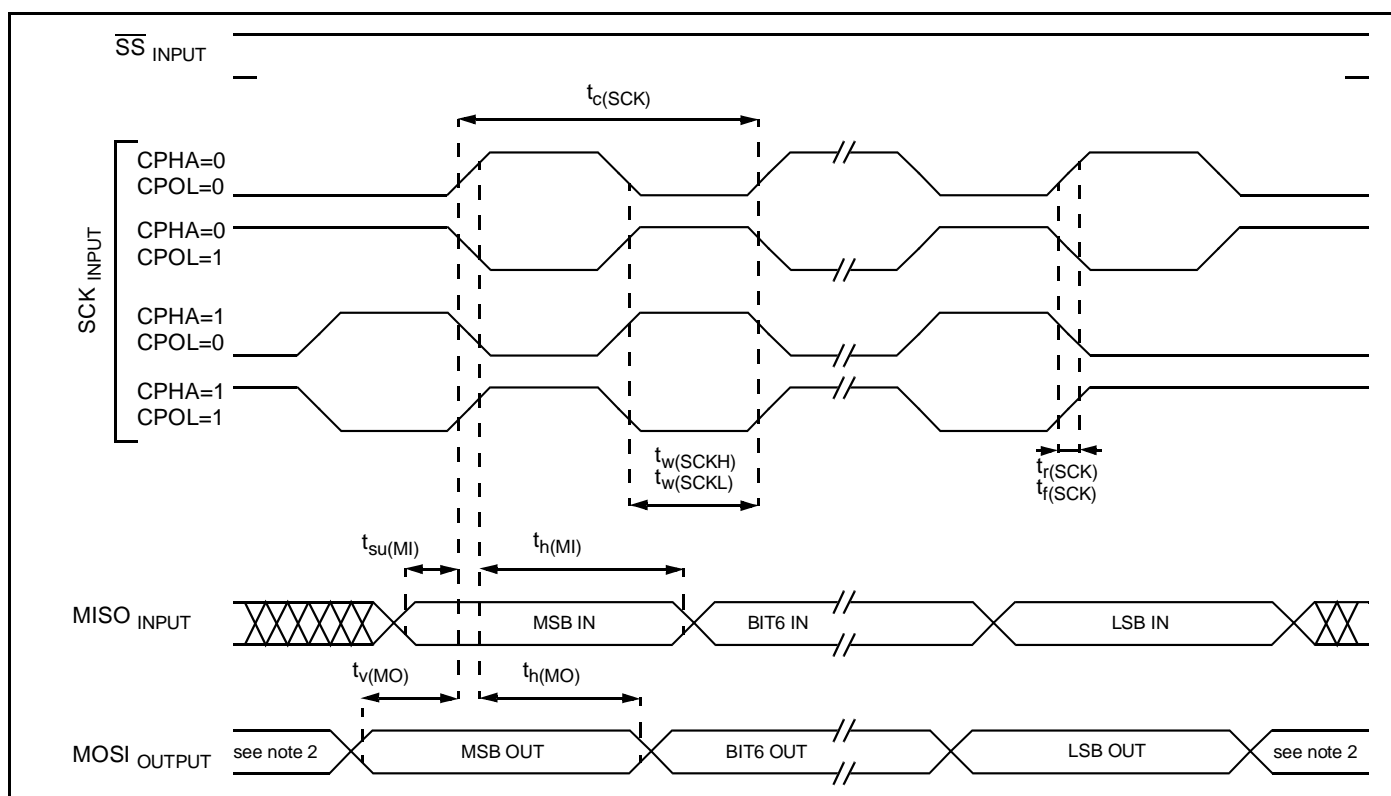 SS INPUT
tc(SCK)
SCK INPUT
CPHA=0
CPOL=0
CPHA=0
CPOL=1
CPHA=1
CPOL=0
CPHA=1
CPOL=1
tw(SCKH)
tw(SCKL)
tr(SCK)
tf(SCK)
tsu(MI)
th(MI)
MISO INPUT
MSB IN
BIT6 IN
LSB IN
tv(MO)
th(MO)
MOSI OUTPUT
see note 2
MSB OUT
BIT6 OUT
LSB OUT
see note 2